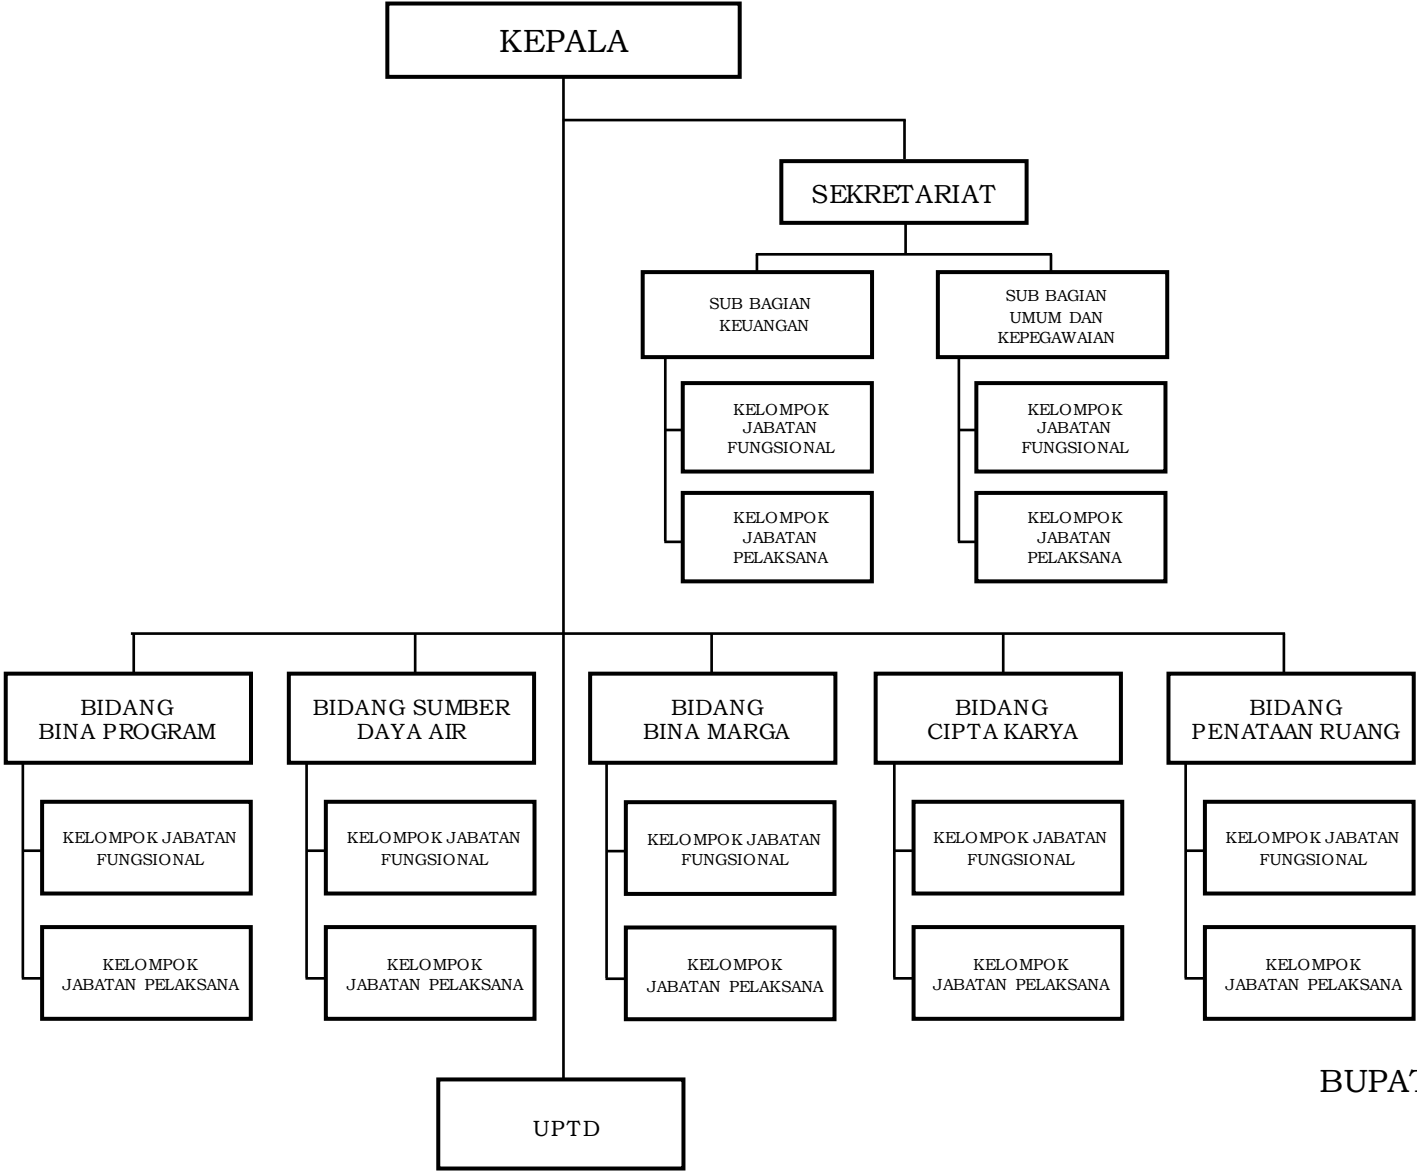 KEPALA
SEKRETARIAT
SUB BAGIAN
KEUANGAN
SUB BAGIAN
UMUM DAN
KEPEGAWAIAN
KELOMPOK
JABATAN
FUNGSIONAL
KELOMPOK
JABATAN
FUNGSIONAL
KELOMPOK
JABATAN
PELAKSANA
KELOMPOK
JABATAN
PELAKSANA
BIDANG
BINA PROGRAM
BIDANG SUMBER
DAYA AIR
BIDANG
BINA MARGA
BIDANG
CIPTA KARYA
BIDANG
PENATAAN RUANG
KELOMPOK JABATAN
FUNGSIONAL
KELOMPOK JABATAN
FUNGSIONAL
KELOMPOK JABATAN
FUNGSIONAL
KELOMPOK JABATAN
FUNGSIONAL
KELOMPOK JABATAN
FUNGSIONAL
KELOMPOK
JABATAN PELAKSANA
KELOMPOK
JABATAN PELAKSANA
KELOMPOK
JABATAN PELAKSANA
KELOMPOK
JABATAN PELAKSANA
KELOMPOK
JABATAN PELAKSANA
UPTD